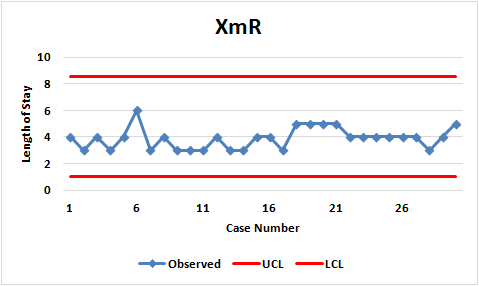 XmR
10
8
6
4
2
0
Length of Stay
1 6 11 16 21 26
Case Number
Observed UCL LCL